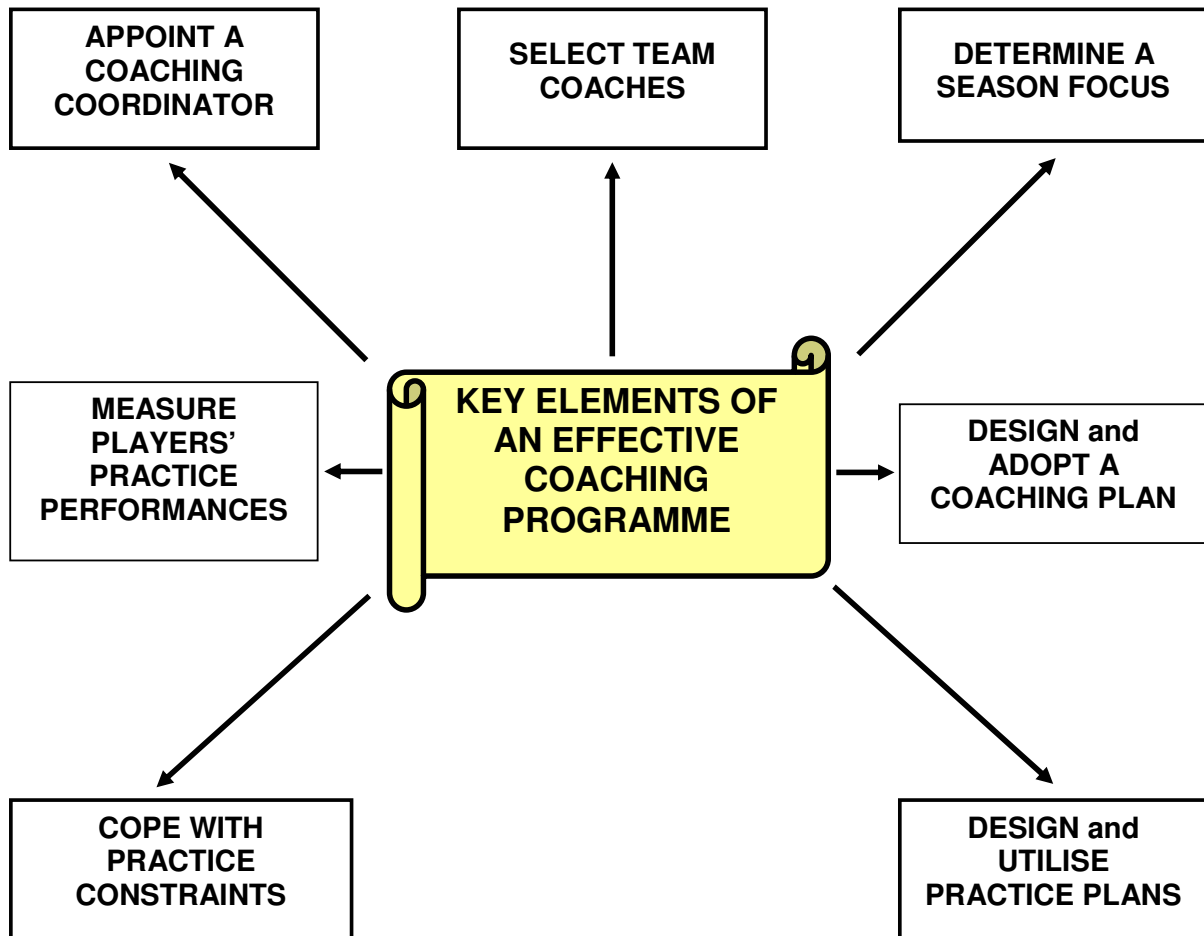 APPOINT A
COACHING
COORDINATOR
SELECT TEAM
COACHES
DETERMINE A
SEASON FOCUS
MEASURE
PLAYERS’
PRACTICE
PERFORMANCES
KEY ELEMENTS OF
AN EFFECTIVE
COACHING
PROGRAMME
DESIGN and
ADOPT A
COACHING PLAN
COPE WITH
PRACTICE
CONSTRAINTS
DESIGN and
UTILISE
PRACTICE PLANS